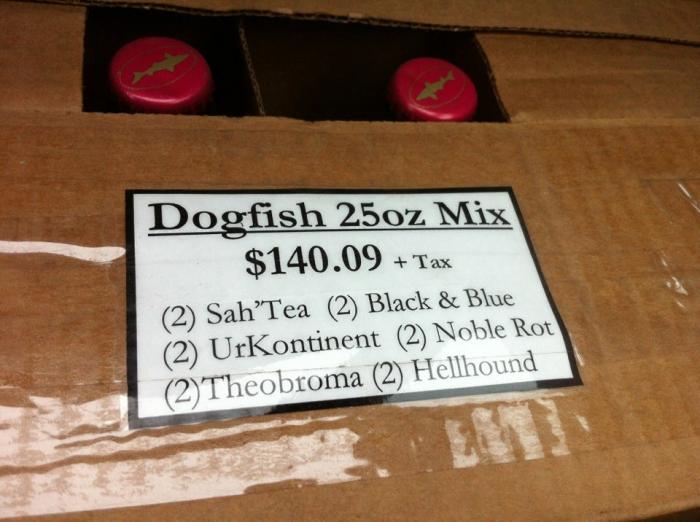 Dogfish 25oz Mix
$140.09 + Tax
(2) Sah'Tea (2) Black & Blue
(2) UrKontinent (2) Noble Rot
(2)Theobroma (2) Hellhound